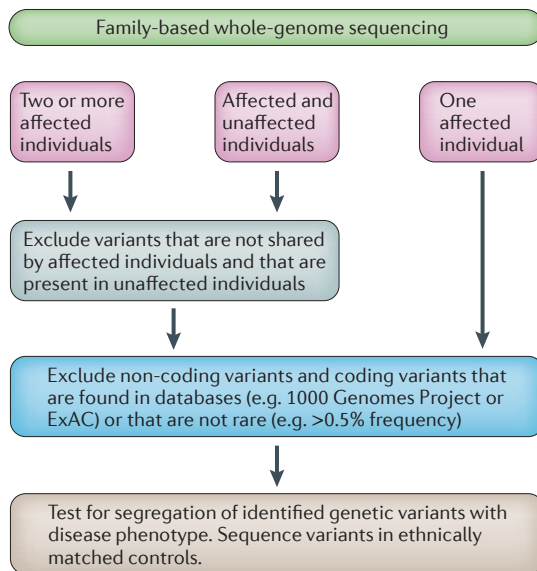 Family-based whole-genome sequencing
Two or more
affected
individuals
Affected and
unaffected
individuals
One
affected
individual
Exclude variants that are not shared
by affected individuals and that are
present in unaffected individuals
Exclude non-coding variants and coding variants that
are found in databases (e.g. 1000 Genomes Project or
ExAC) or that are not rare (e.g. >0.5% frequency)
Test for segregation of identified genetic variants with
disease phenotype. Sequence variants in ethnically
matched controls.